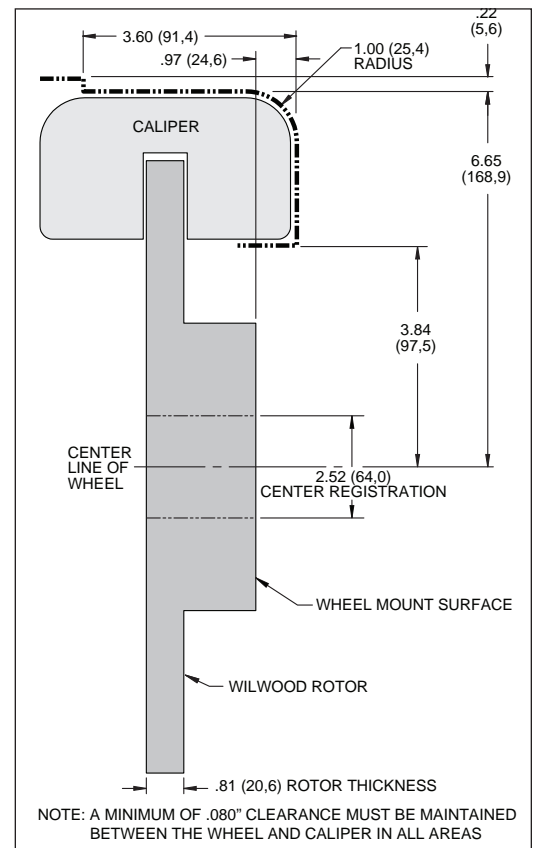 .22
(5,6)
3.60 (91,4)
.97 (24,6)
1.00 (25,4)
RADIUS
CALIPER
6.65
(168,9)
3.84
(97,5)
CENTER
LINE OF
WHEEL
2.52 (64,0)
CENTER REGISTRATION
WHEEL MOUNT SURFACE
WILWOOD ROTOR
.81 (20,6) ROTOR THICKNESS
NOTE: A MINIMUM OF .080" CLEARANCE MUST BE MAINTAINED
BETWEEN THE WHEEL AND CALIPER IN ALL AREAS